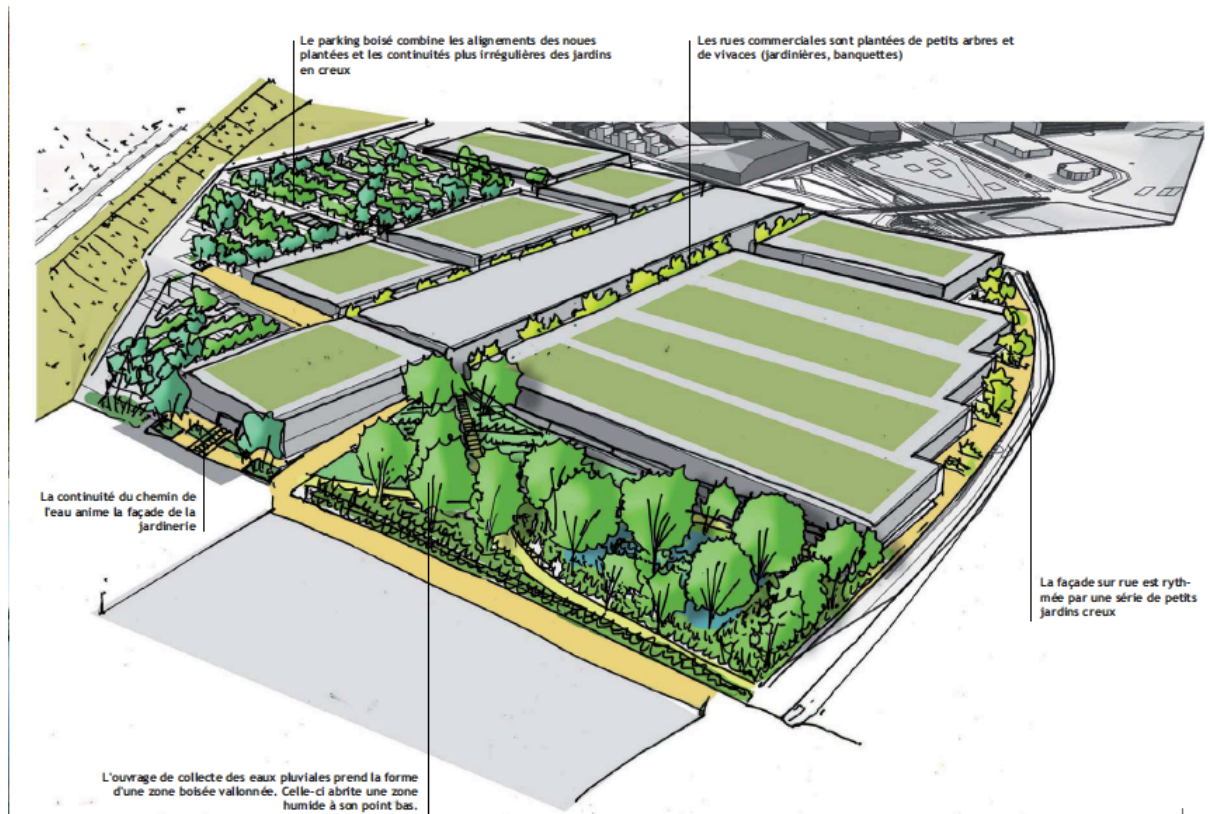 Le parking boisé combine les alignements des noues
plantées et les continuités plus irrégulières des jardins
en creux
Les rues commerciales sont plantées de petits arbres et
de vivaces (jardinières, banquettes)
La continuité du chemin de
l'eau anime la façade de la
jardinerie
La façade sur rue est ryth-
mée par une série de petits
jardins creux
L'ouvrage de collecte des eaux pluviales prend la forme
d'une zone boisée vallonnée. Celle-ci abrite une zone
humide à son point bas.